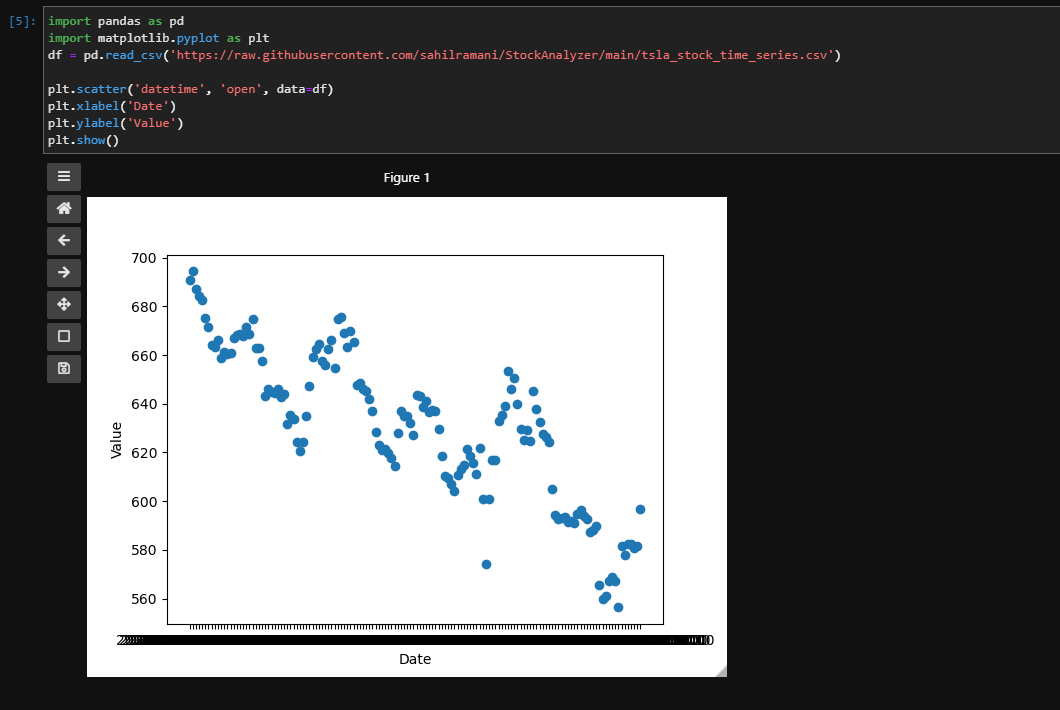 [5]: import pandas as pd
import matplotlib.pyplot as plt
df = pd.read_csv('https://raw.githubusercontent.com/sahilramani/StockAnalyzer/main/tsla_stock_time_series.csv')
plt.scatter('datetime', 'open', data=df)
plt.xlabel('Date')
plt.ylabel('Value')
plt.show()
Figure 1
700
680
660
640
620
600
580
560
Value
Date